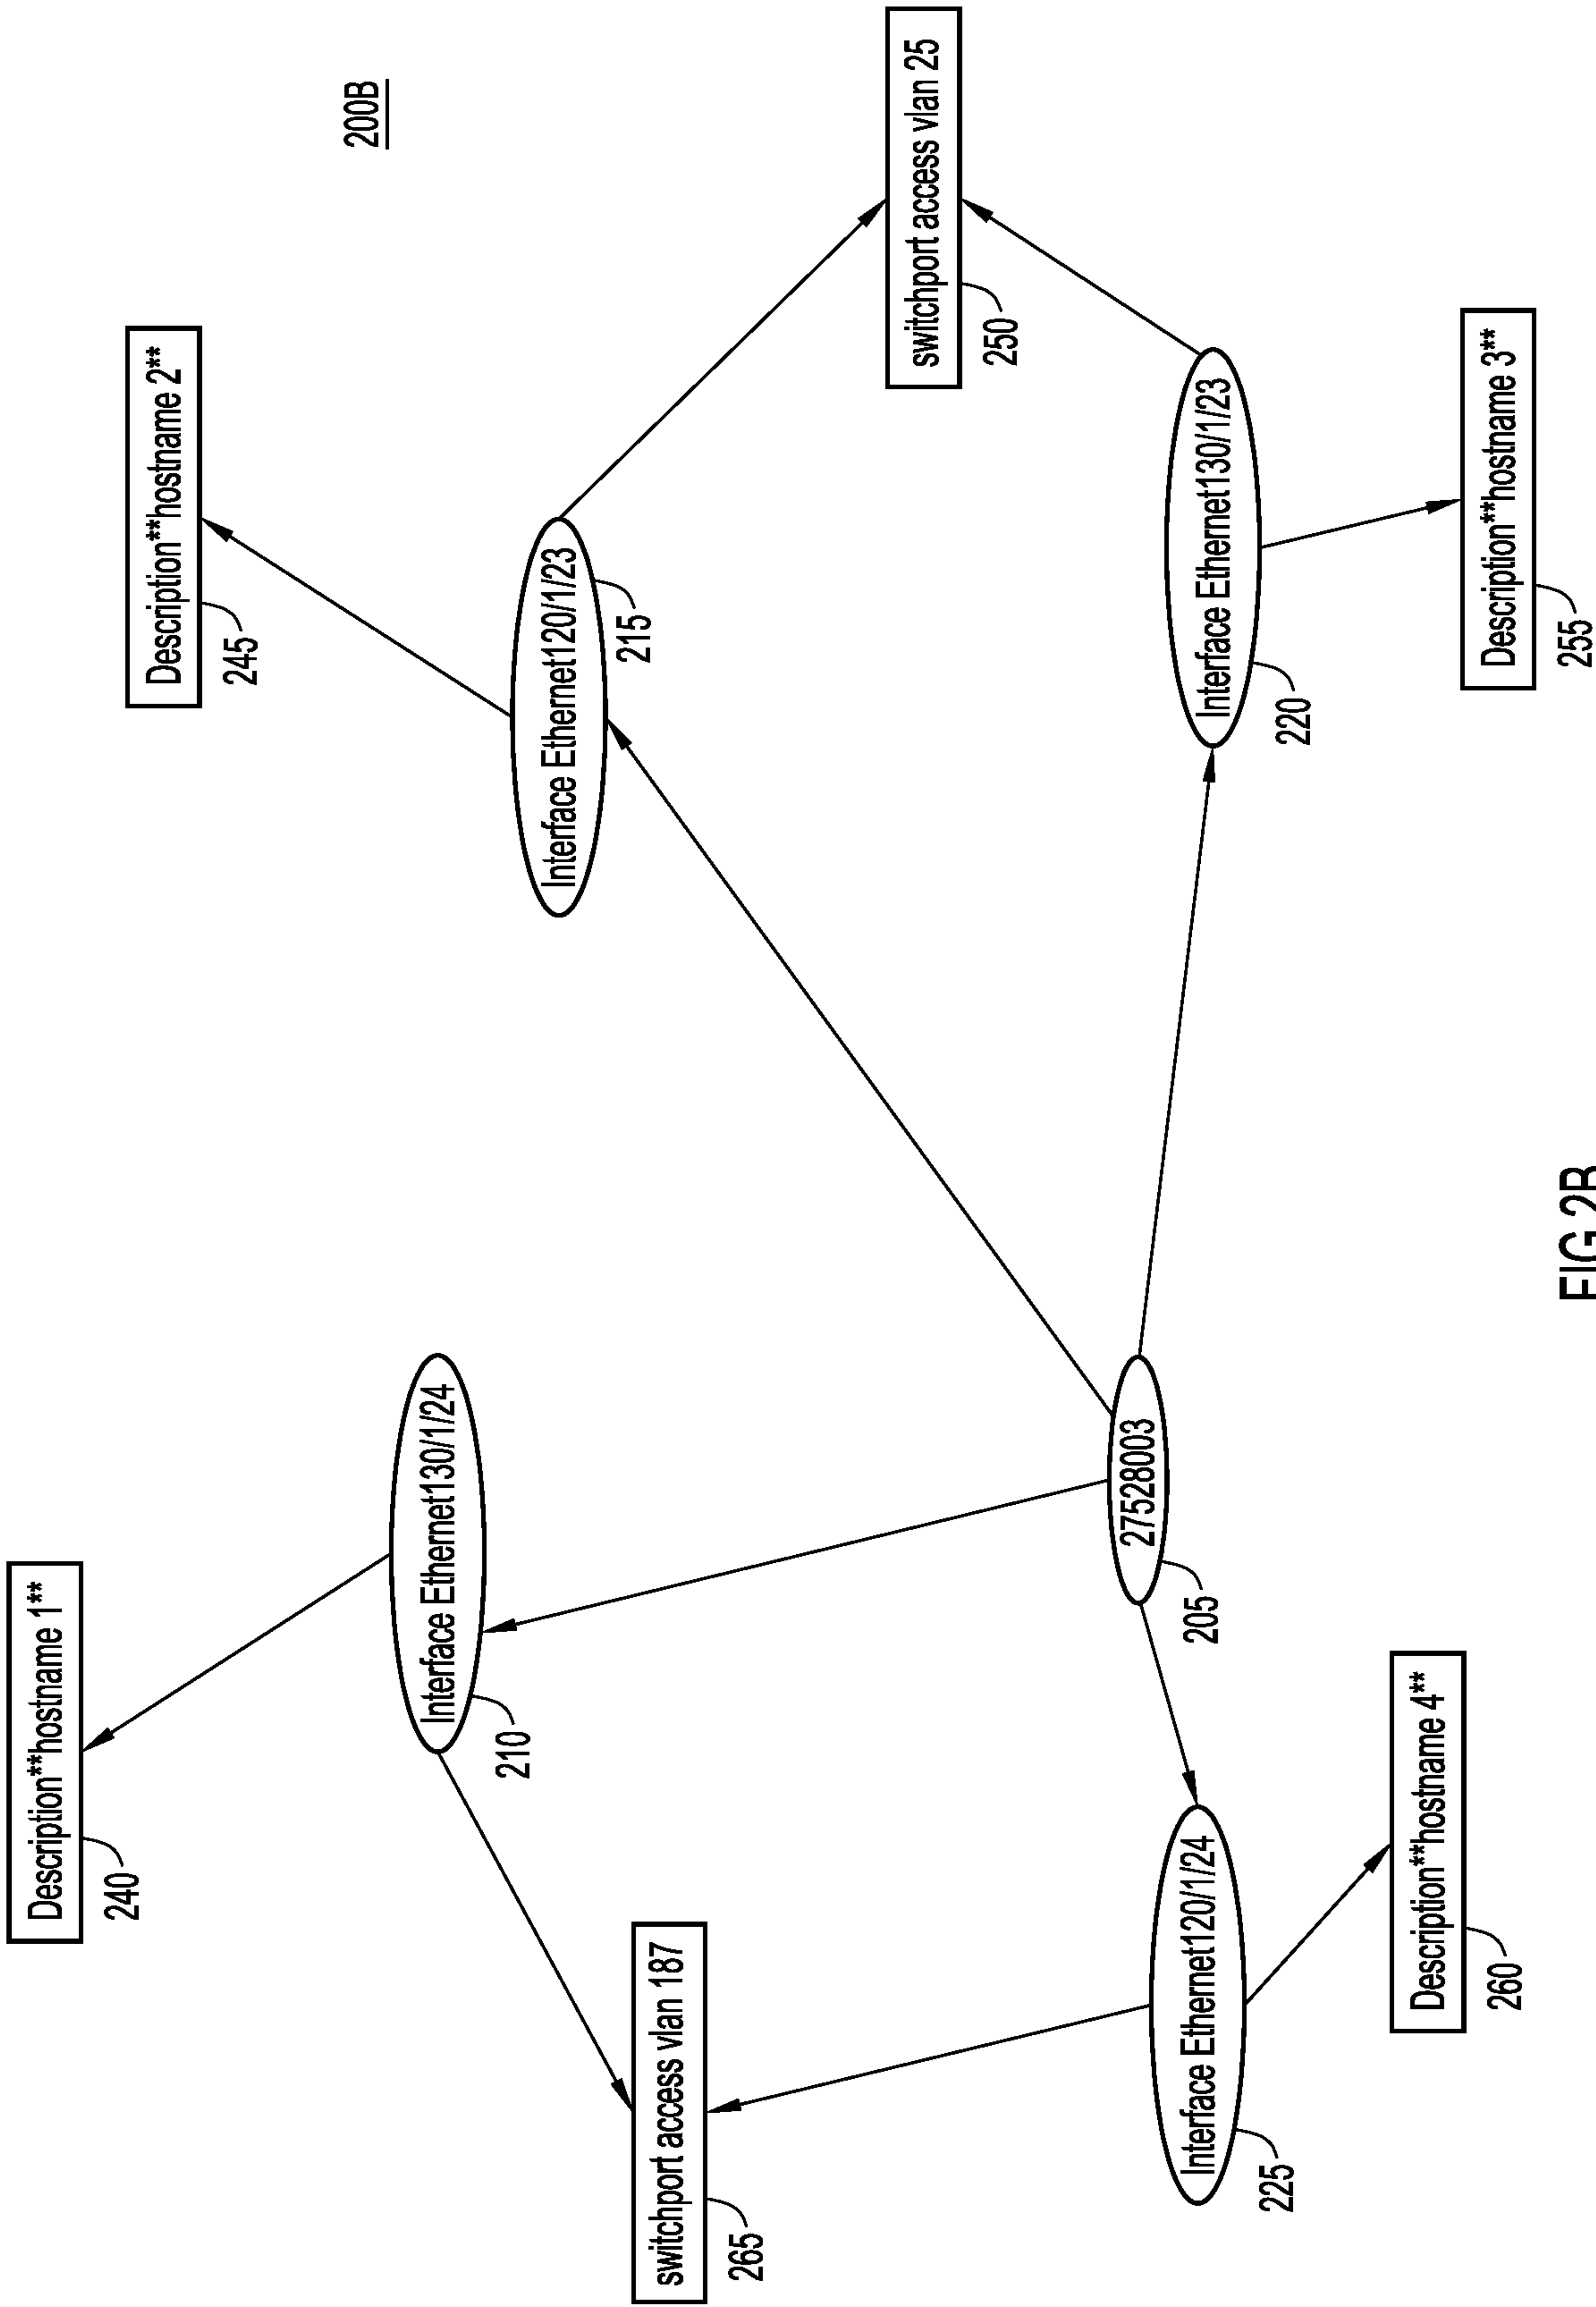 200B
Description**hostname 1**
240
Description**hostname 2**
245
Interface Ethernet130/1/24
210
Interface Ethernet120/1/23
215
switchport access vlan 187
265
switchport access vlan 25
250
27528003
205
Interface Ethernet120/1/24
225
Interface Ethernet130/1/23
220
Description**hostname 4**
260
Description**hostname 3**
255
FIG.2B